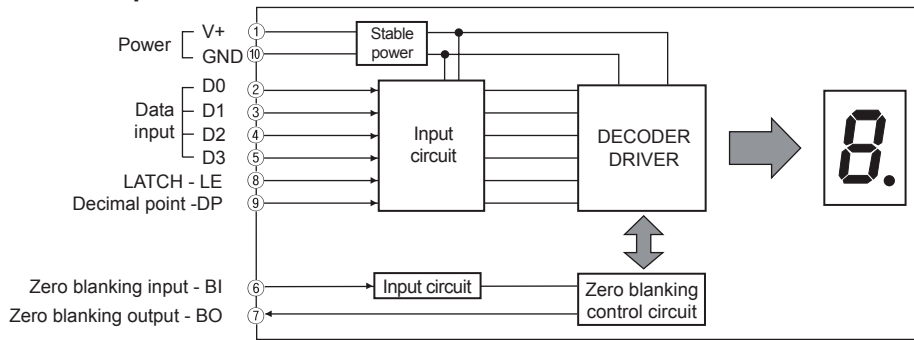 Power
V+
①
GND
⑩
Stable
power
Data
input
D0
②
D1
③
D2
④
D3
⑤
LATCH - LE
⑧
Decimal point -DP
⑨
Input
circuit
DECODER
DRIVER
8.
Zero blanking input - BI
⑥
Input circuit
Zero blanking output - BO
⑦
Zero blanking
control circuit